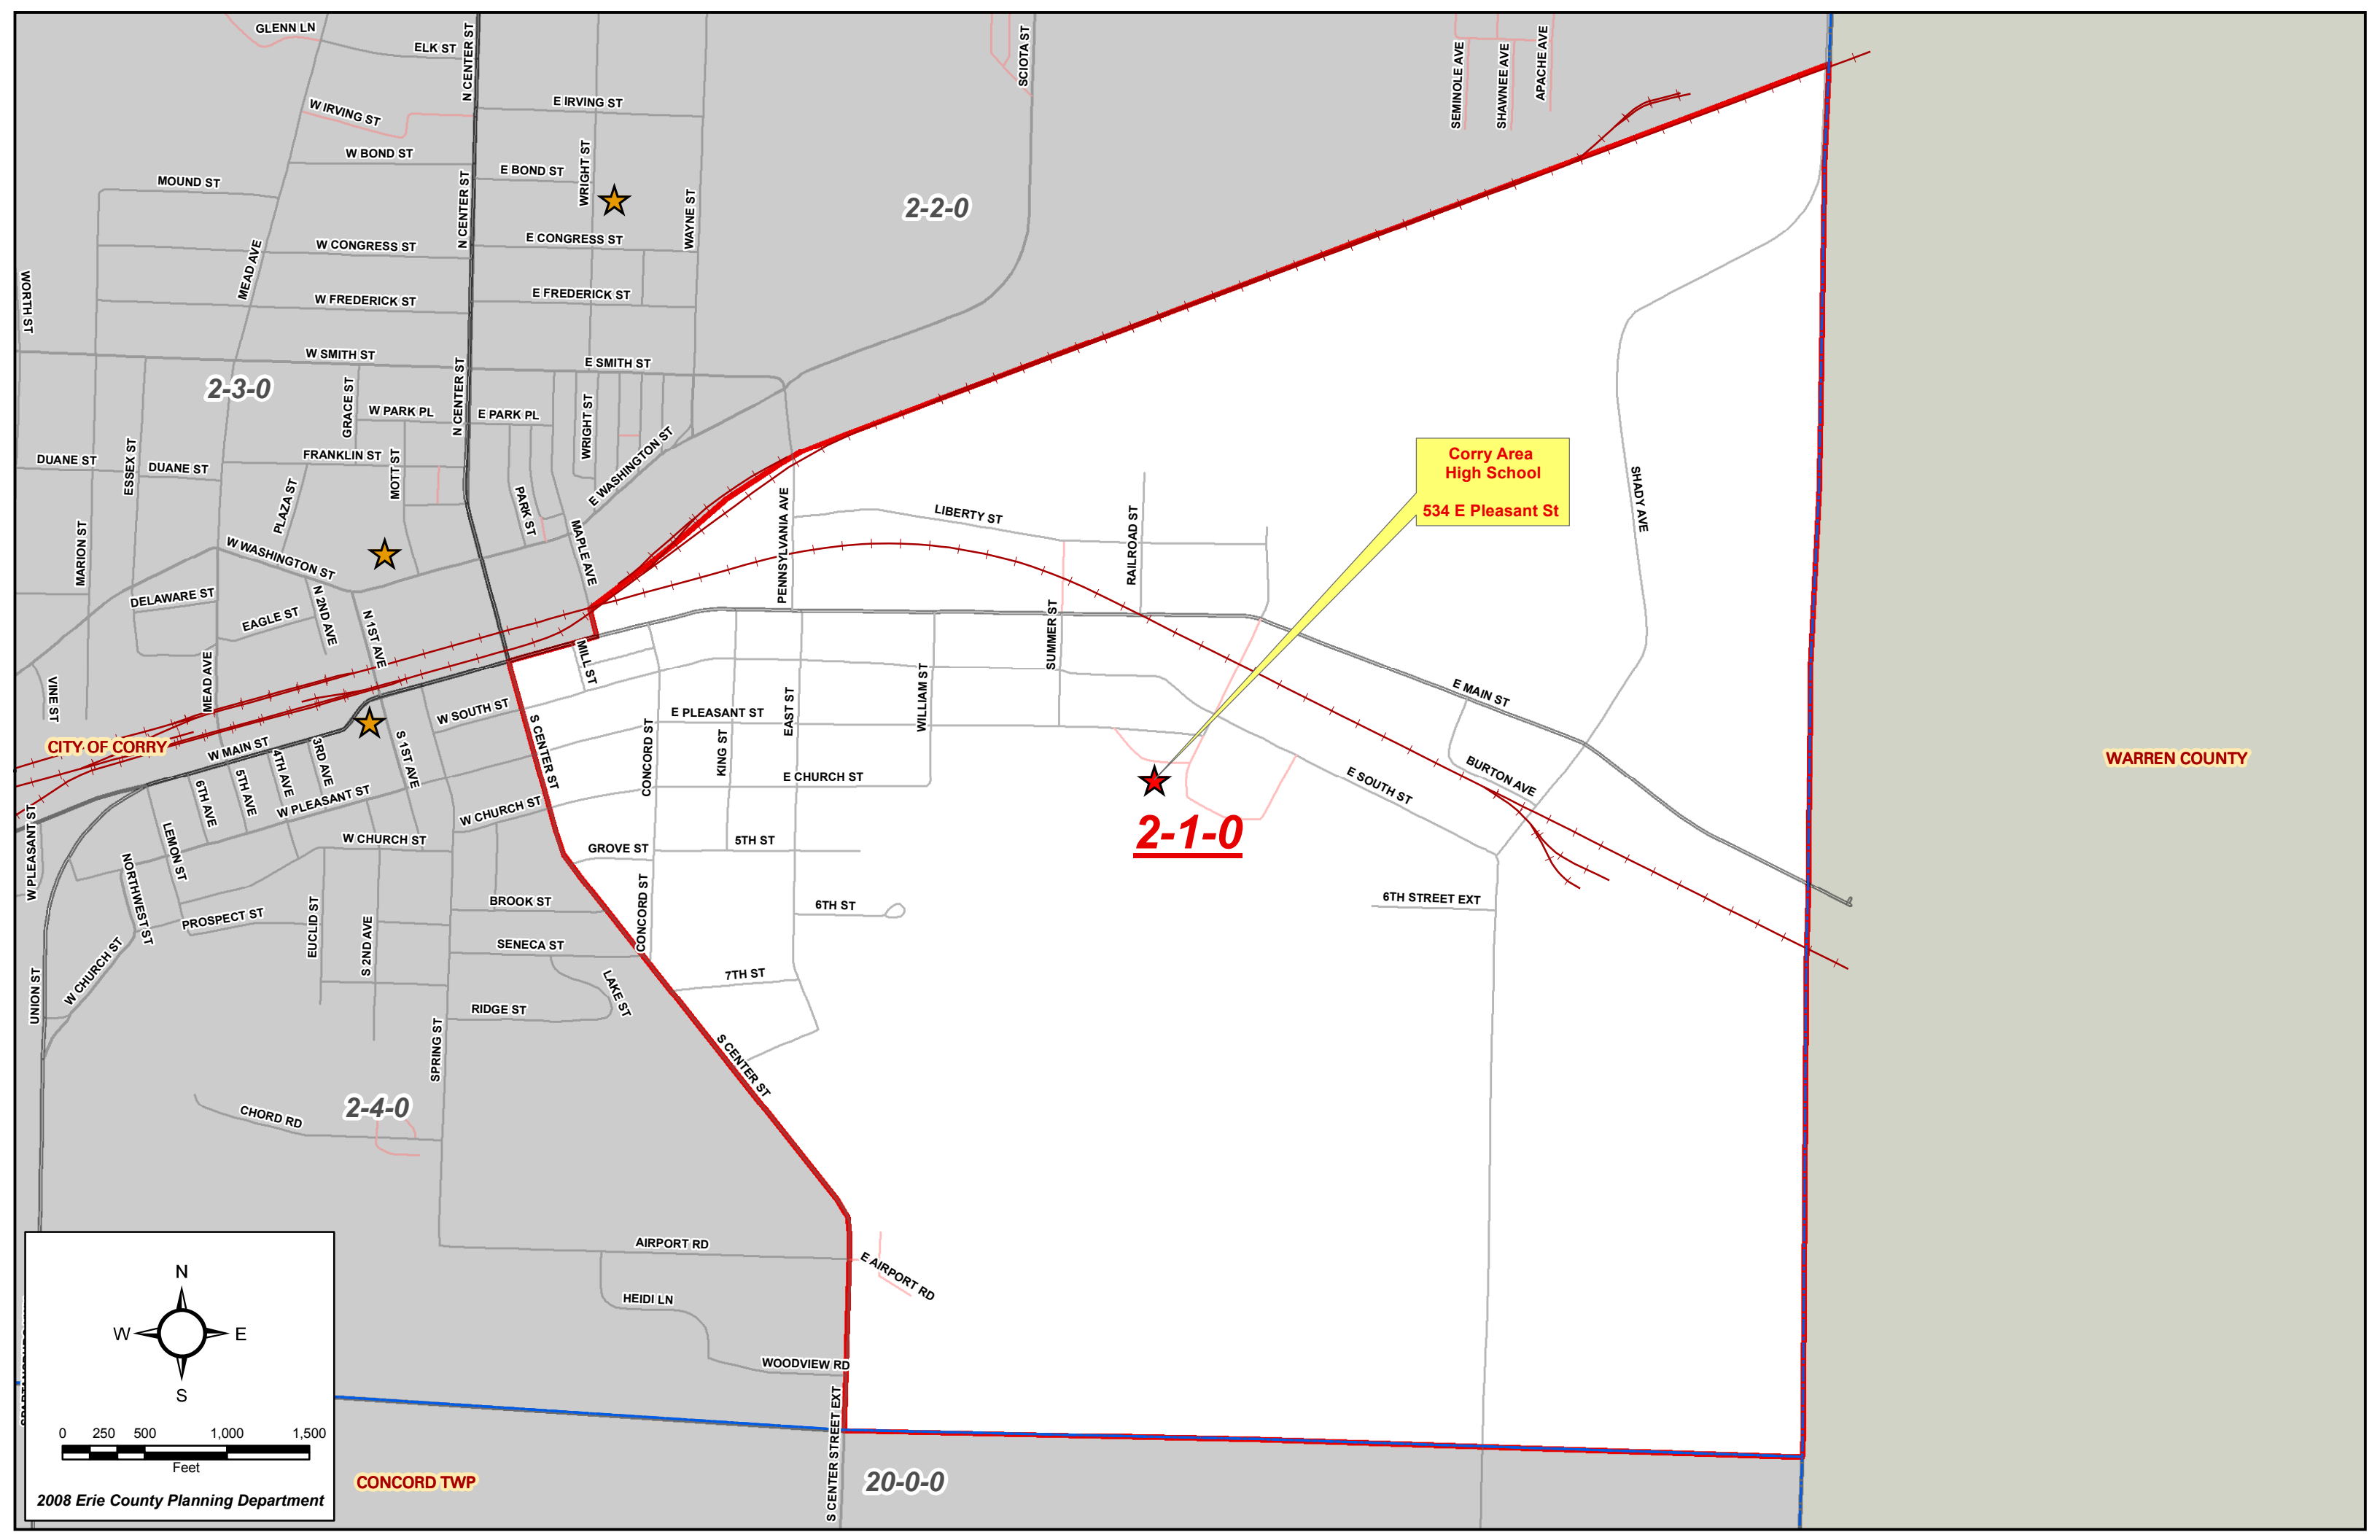 GLENN LN
ELK ST
N CENTER ST
SCIOTA ST
SEMINOLE AVE
SHAWNEE AVE
APACHE AVE
W IRVING ST
E IRVING ST
W BOND ST
E BOND ST
WRIGHT ST
MOUND ST
N CENTER ST
WAYNE ST
2-2-0
MEAD AVE
W CONGRESS ST
E CONGRESS ST
WORTH ST
W FREDERICK ST
E FREDERICK ST
W SMITH ST
E SMITH ST
2-3-0
GRACE ST
W PARK PL
N CENTER ST
E PARK PL
WRIGHT ST
E WASHINGTON ST
DUANE ST
ESSEX ST
DUANE ST
FRANKLIN ST
MOTT ST
PLAZA ST
PARK ST
MAPLE AVE
PENNSYLVANIA AVE
LIBERTY ST
RAILROAD ST
Corry Area
High School
534 E Pleasant St
SHADY AVE
MARION ST
W WASHINGTON ST
DELAWARE ST
EAGLE ST
N 2ND AVE
N 1ST AVE
MILL ST
SUMMER ST
VINE ST
MEAD AVE
W SOUTH ST
S CENTER ST
E PLEASANT ST
EAST ST
WILLIAM ST
E MAIN ST
CITY OF CORRY
W MAIN ST
3RD AVE
4TH AVE
5TH AVE
6TH AVE
S 1ST AVE
CONCORD ST
KING ST
E CHURCH ST
E SOUTH ST
BURTON AVE
WARREN COUNTY
W PLEASANT ST
W PLEASANT ST
W CHURCH ST
2-1-0
LEMON ST
NORTHWEST ST
W CHURCH ST
GROVE ST
5TH ST
BROOK ST
CONCORD ST
6TH ST
6TH STREET EXT
PROSPECT ST
EUCLID ST
S 2ND AVE
SENECA ST
LAKE ST
7TH ST
UNION ST
W CHURCH ST
SPRING ST
RIDGE ST
S CENTER ST
CHORD RD
2-4-0
AIRPORT RD
E AIRPORT RD
HEIDI LN
WOODVIEW RD
S CENTER STREET EXT
N
W E
S
0 250 500 1,000 1,500
Feet
2008 Erie County Planning Department
CONCORD TWP
20-0-0